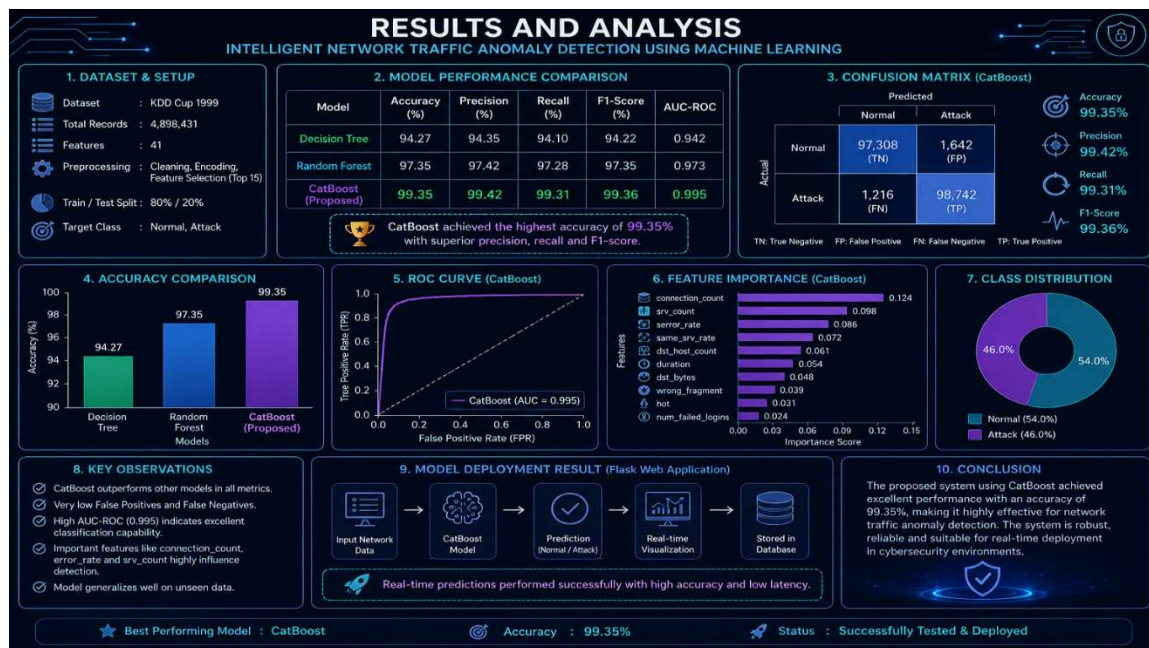 RESULTS AND ANALYSIS
INTELLIGENT NETWORK TRAFFIC ANOMALY DETECTION USING MACHINE LEARNING
1. DATASET & SETUP
Dataset : KDD Cup 1999
Total Records : 4,898,431
Features : 41
Preprocessing : Cleaning, Encoding,
Feature Selection (Top 15)
Train / Test Split : 80% / 20%
Target Class : Normal, Attack
2. MODEL PERFORMANCE COMPARISON
Model Accuracy (%) Precision (%) Recall (%) F1-Score (%) AUC-ROC
Decision Tree 94.27 94.35 94.10 94.22 0.942
Random Forest 97.35 97.42 97.28 97.35 0.973
CatBoost (Proposed) 99.35 99.42 99.31 99.36 0.995
CatBoost achieved the highest accuracy of 99.35%
with superior precision, recall and F1-score.
3. CONFUSION MATRIX (CatBoost)
Predicted
Normal Attack
Actual
Normal 97,308 (TN) 1,642 (FP)
Attack 1,216 (FN) 98,742 (TP)
TN: True Negative FP: False Positive FN: False Negative TP: True Positive
Accuracy
99.35%
Precision
99.42%
Recall
99.31%
F1-Score
99.36%
4. ACCURACY COMPARISON
Accuracy (%)
100
98
96
94
92
90
94.27
97.35
99.35
Decision Tree
Random Forest
CatBoost (Proposed)
Models
5. ROC CURVE (CatBoost)
True Positive Rate (TPR)
1.0
0.8
0.6
0.4
0.2
0.0
0.0 0.2 0.4 0.6 0.8 1.0
CatBoost (AUC = 0.995)
False Positive Rate (FPR)
6. FEATURE IMPORTANCE (CatBoost)
Features
connection_count 0.124
srv_count 0.098
serror_rate 0.086
same_srv_rate 0.072
dst_host_count 0.061
duration 0.054
dst_bytes 0.048
wrong_fragment 0.039
hot 0.031
num_failed_logins 0.024
0.00 0.03 0.06 0.09 0.12 0.15
Importance Score
7. CLASS DISTRIBUTION
46.0%
54.0%
Normal (54.0%)
Attack (46.0%)
8. KEY OBSERVATIONS
CatBoost outperforms other models in all metrics.
Very low False Positives and False Negatives.
High AUC-ROC (0.995) indicates excellent
classification capability.
Important features like connection_count,
error_rate and srv_count highly influence
detection.
Model generalizes well on unseen data.
9. MODEL DEPLOYMENT RESULT (Flask Web Application)
Input Network
Data
CatBoost
Model
Prediction
(Normal / Attack)
Real-time
Visualization
Stored in
Database
Real-time predictions performed successfully with high accuracy and low latency.
10. CONCLUSION
The proposed system using CatBoost achieved
excellent performance with an accuracy of
99.35%, making it highly effective for network
traffic anomaly detection. The system is robust,
reliable and suitable for real-time deployment
in cybersecurity environments.
Best Performing Model : CatBoost
Accuracy : 99.35%
Status : Successfully Tested & Deployed